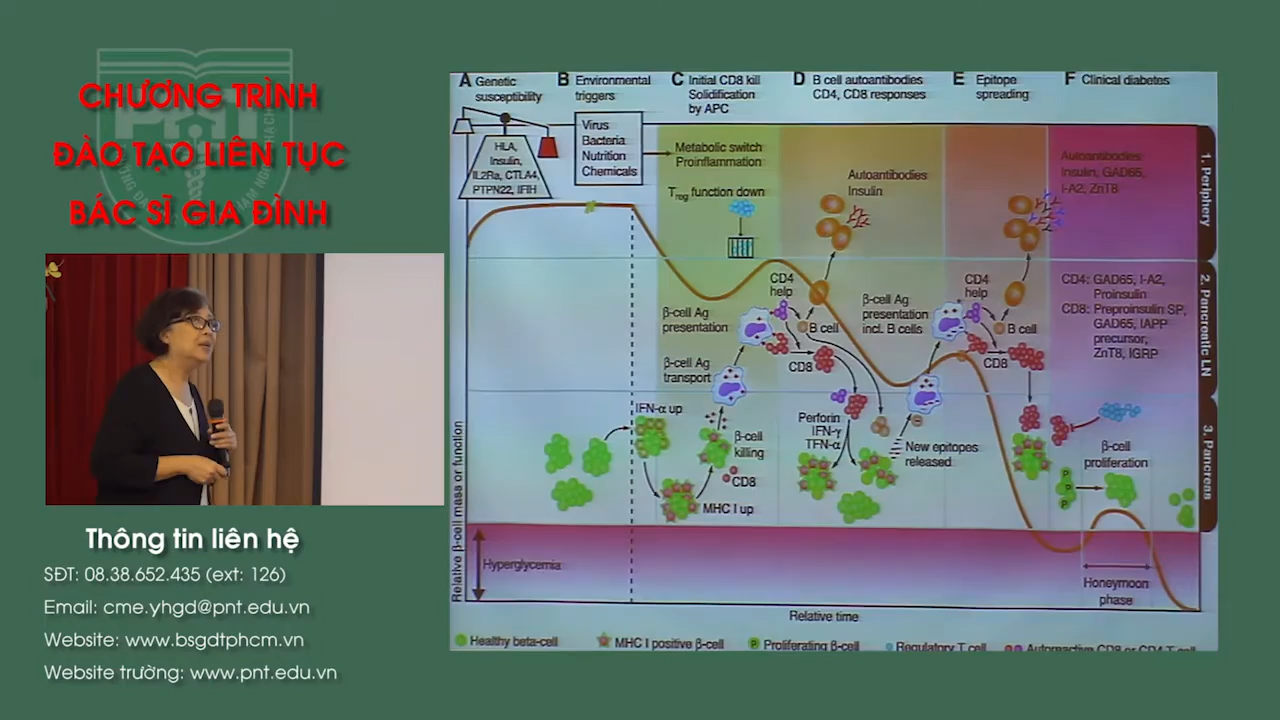 CHƯƠNG TRÌNH
ĐÀO TẠO LIÊN TỤC
BÁC SĨ GIA ĐÌNH
Thông tin liên hệ
SĐT: 08.38.652.435 (ext: 126)
Email: cme.yhgd@pnt.edu.vn
Website: www.bsgdtphcm.vn
Website trường: www.pnt.edu.vn
A Genetic
susceptibility
B Environmental
triggers
C Initial CD8 kill
Solidification
by APC
D B cell autoantibodies
CD4, CD8 responses
E Epitope
spreading
F Clinical diabetes
HLA,
Insulin,
IL2Ra, CTLA4,
PTPN22, IFIH
Virus
Bacteria
Nutrition
Chemicals
Metabolic switch
Proinflammation
Treg function down
Autoantibodies
Insulin
Autoantibodies:
Insulin, GAD65,
I-A2, ZnT8
1. Periphery
β-cell Ag
presentation
β-cell Ag
transport
CD4
help
B cell
CD8
β-cell Ag
presentation
incl. B cells
CD4
help
B cell
CD8
CD4: GAD65, I-A2,
Proinsulin
CD8: Preproinsulin SP,
GAD65, IAPP
precursor,
ZnT8, IGRP
2. Pancreatic LN
IFN-α up
β-cell
killing
CD8
MHC I up
Perforin
IFN-γ
TFN-α
New epitopes
released
β-cell
proliferation
P
P
P
3. Pancreas
Relative β-cell mass or function
Hyperglycemia
Honeymoon
phase
Relative time
Healthy beta-cell
MHC I positive β-cell
P Proliferating β-cell
Regulatory T cell
Autoreactive CD8 or CD4 T cell